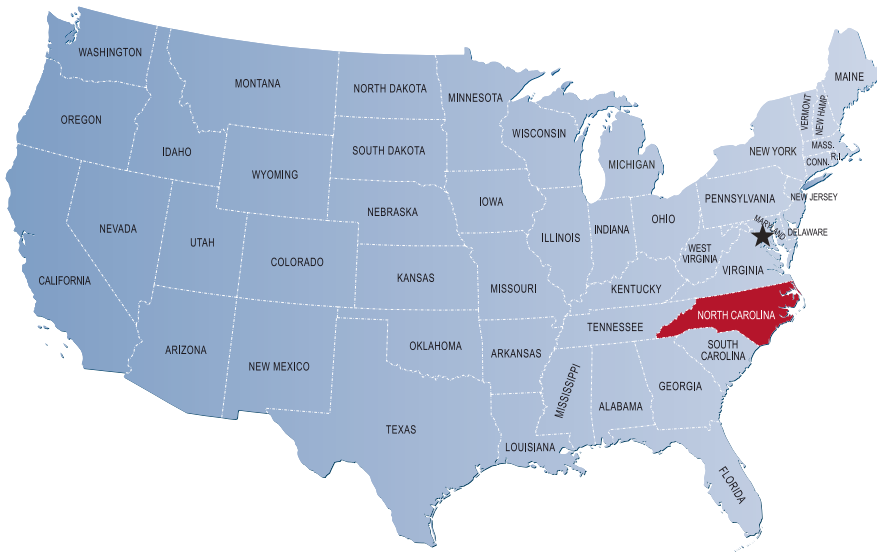 WASHINGTON
OREGON
CALIFORNIA
IDAHO
NEVADA
MONTANA
WYOMING
UTAH
ARIZONA
COLORADO
NEW MEXICO
NORTH DAKOTA
SOUTH DAKOTA
NEBRASKA
KANSAS
OKLAHOMA
TEXAS
MINNESOTA
IOWA
MISSOURI
ARKANSAS
LOUISIANA
WISCONSIN
ILLINOIS
MICHIGAN
INDIANA
OHIO
KENTUCKY
TENNESSEE
MISSISSIPPI
ALABAMA
GEORGIA
FLORIDA
SOUTH
CAROLINA
NORTH CAROLINA
VIRGINIA
WEST
VIRGINIA
MARYLAND
DELAWARE
PENNSYLVANIA
NEW JERSEY
NEW YORK
CONN.
R.I.
MASS.
VERMONT
NEW HAMP
MAINE